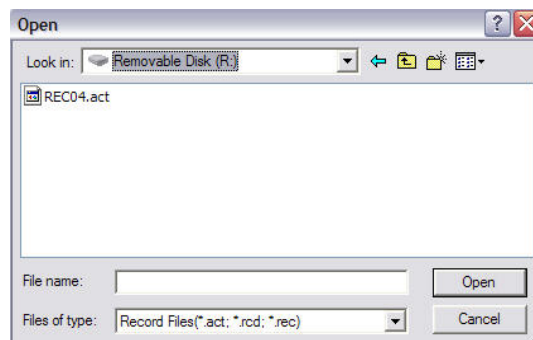 Open
Look in: Removable Disk (R:)
REC04.act
File name: Open
Files of type: Record Files(*.act; *.rcd; *.rec) Cancel